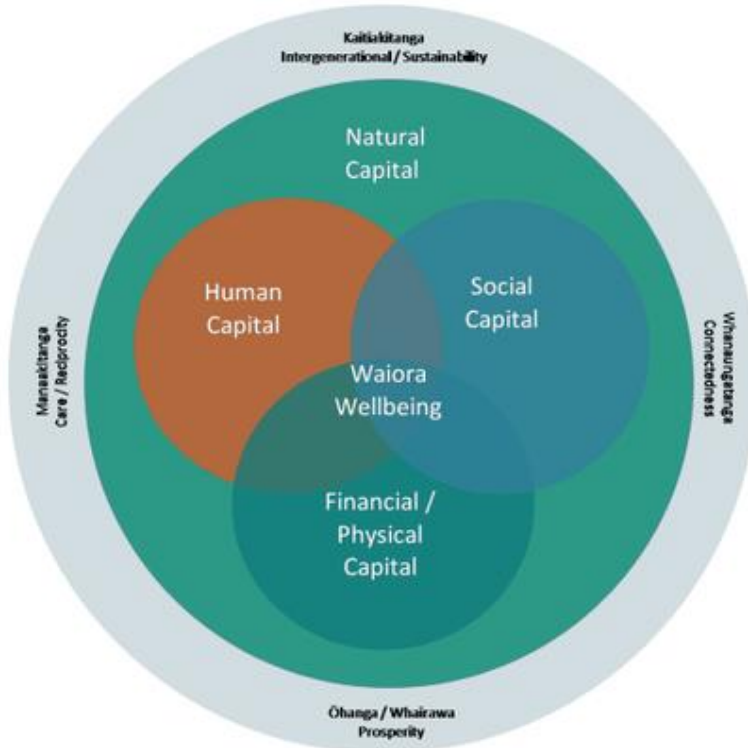 Kaitiakitanga
Intergenerational / Sustainability
Natural
Capital
Human
Capital
Social
Capital
Manaakitanga
Care / Reciprocity
Whanaungatanga
Connectedness
Waiora
Wellbeing
Financial /
Physical
Capital
Ōhanga / Whairawa
Prosperity